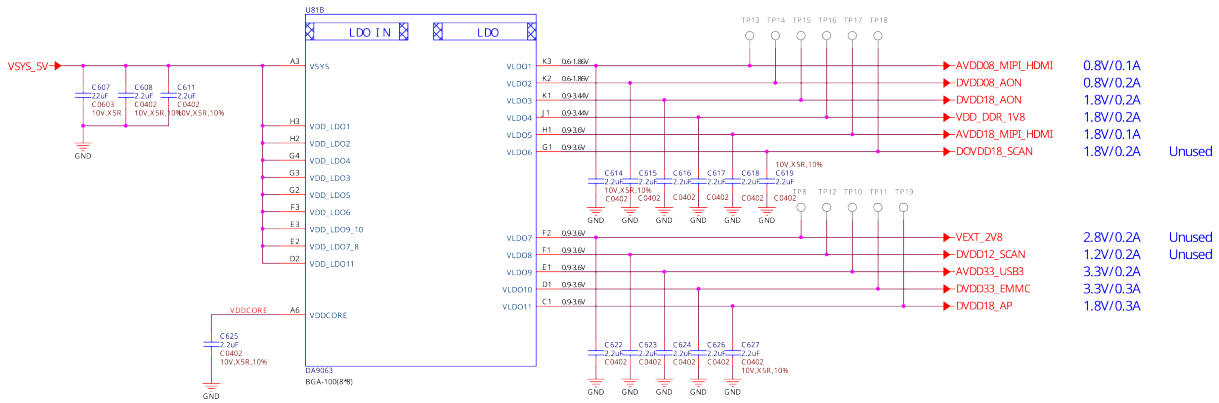 U81B
LDO IN LDO
TP13 TP14 TP15 TP16 TP17 TP18
VSYS_5V A3 VSYS VLDO1 K3 0.6-1.86V AVDD08_MIPI_HDMI 0.8V/0.1A
VLDO2 K2 0.6-1.86V DVDD08_AON 0.8V/0.2A
VLDO3 K1 0.9-3.44V DVDD18_AON 1.8V/0.2A
VLDO4 J1 0.9-3.44V VDD_DDR_1V8 1.8V/0.2A
VLDO5 H1 0.9-3.6V AVDD18_MIPI_HDMI 1.8V/0.1A
VLDO6 G1 0.9-3.6V DOVDD18_SCAN 1.8V/0.2A Unused
C607
22uF
C0603
10V,X5R
C608
2.2uF
C0402
10V,X5R,10%
C611
2.2uF
C0402
10V,X5R,10%
GND
H3 VDD_LDO1
H2 VDD_LDO2
G4 VDD_LDO4
G3 VDD_LDO3
G2 VDD_LDO5
F3 VDD_LDO6
E3 VDD_LDO9_10
E2 VDD_LDO7_8
D2 VDD_LDO11
10V,X5R,10%
C614 C615 C616 C617 C618 C619
2.2uF 2.2uF 2.2uF 2.2uF 2.2uF 2.2uF
10V,X5R,10%
C0402 C0402 C0402 C0402 C0402 C0402
GND GND GND GND GND GND
TP8 TP12 TP10 TP11 TP19
VLDO7 F2 0.9-3.6V VEXT_2V8 2.8V/0.2A Unused
VLDO8 F1 0.9-3.6V DVDD12_SCAN 1.2V/0.2A Unused
VLDO9 E1 0.9-3.6V AVDD33_USB3 3.3V/0.2A
VLDO10 D1 0.9-3.6V DVDD33_EMMC 3.3V/0.3A
VLDO11 C1 0.9-3.6V DVDD18_AP 1.8V/0.3A
VDDCORE A6 VDDCORE
C625
2.2uF
C0402
10V,X5R,10%
GND
C622 C623 C624 C626 C627
2.2uF 2.2uF 2.2uF 2.2uF 2.2uF
C0402 C0402 C0402 C0402 C0402
10V,X5R,10%
GND GND GND GND GND
DA9063
BGA-100(8*8)